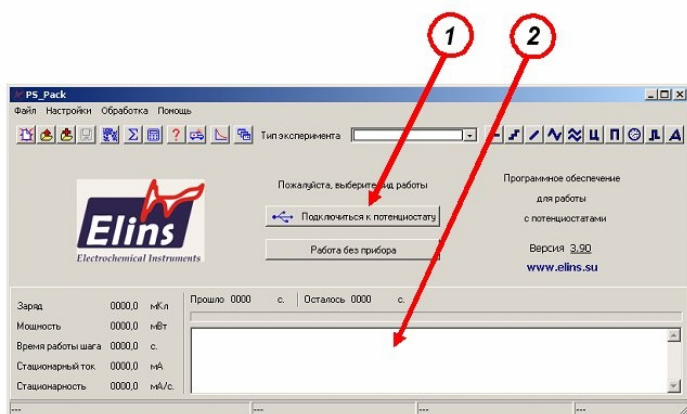 1 2
PS_Pack
Файл Настройки Обработка Помощь
Тип эксперимента
Пожалуйста, выберите вид работы
Подключиться к потенциостату
Работа без прибора
Elins
Electrochemical Instruments
Программное обеспечение
для работы
с потенциостатами
Версия 3.90
www.elins.su
Заряд 0000,0 мКл
Мощность 0000,0 мВт
Время работы шага 0000,0 с.
Стационарный ток 0000,0 мА
Стационарность 0000,0 мА/с.
Прошло 0000 с. Осталось 0000 с.
--- --- --- ---